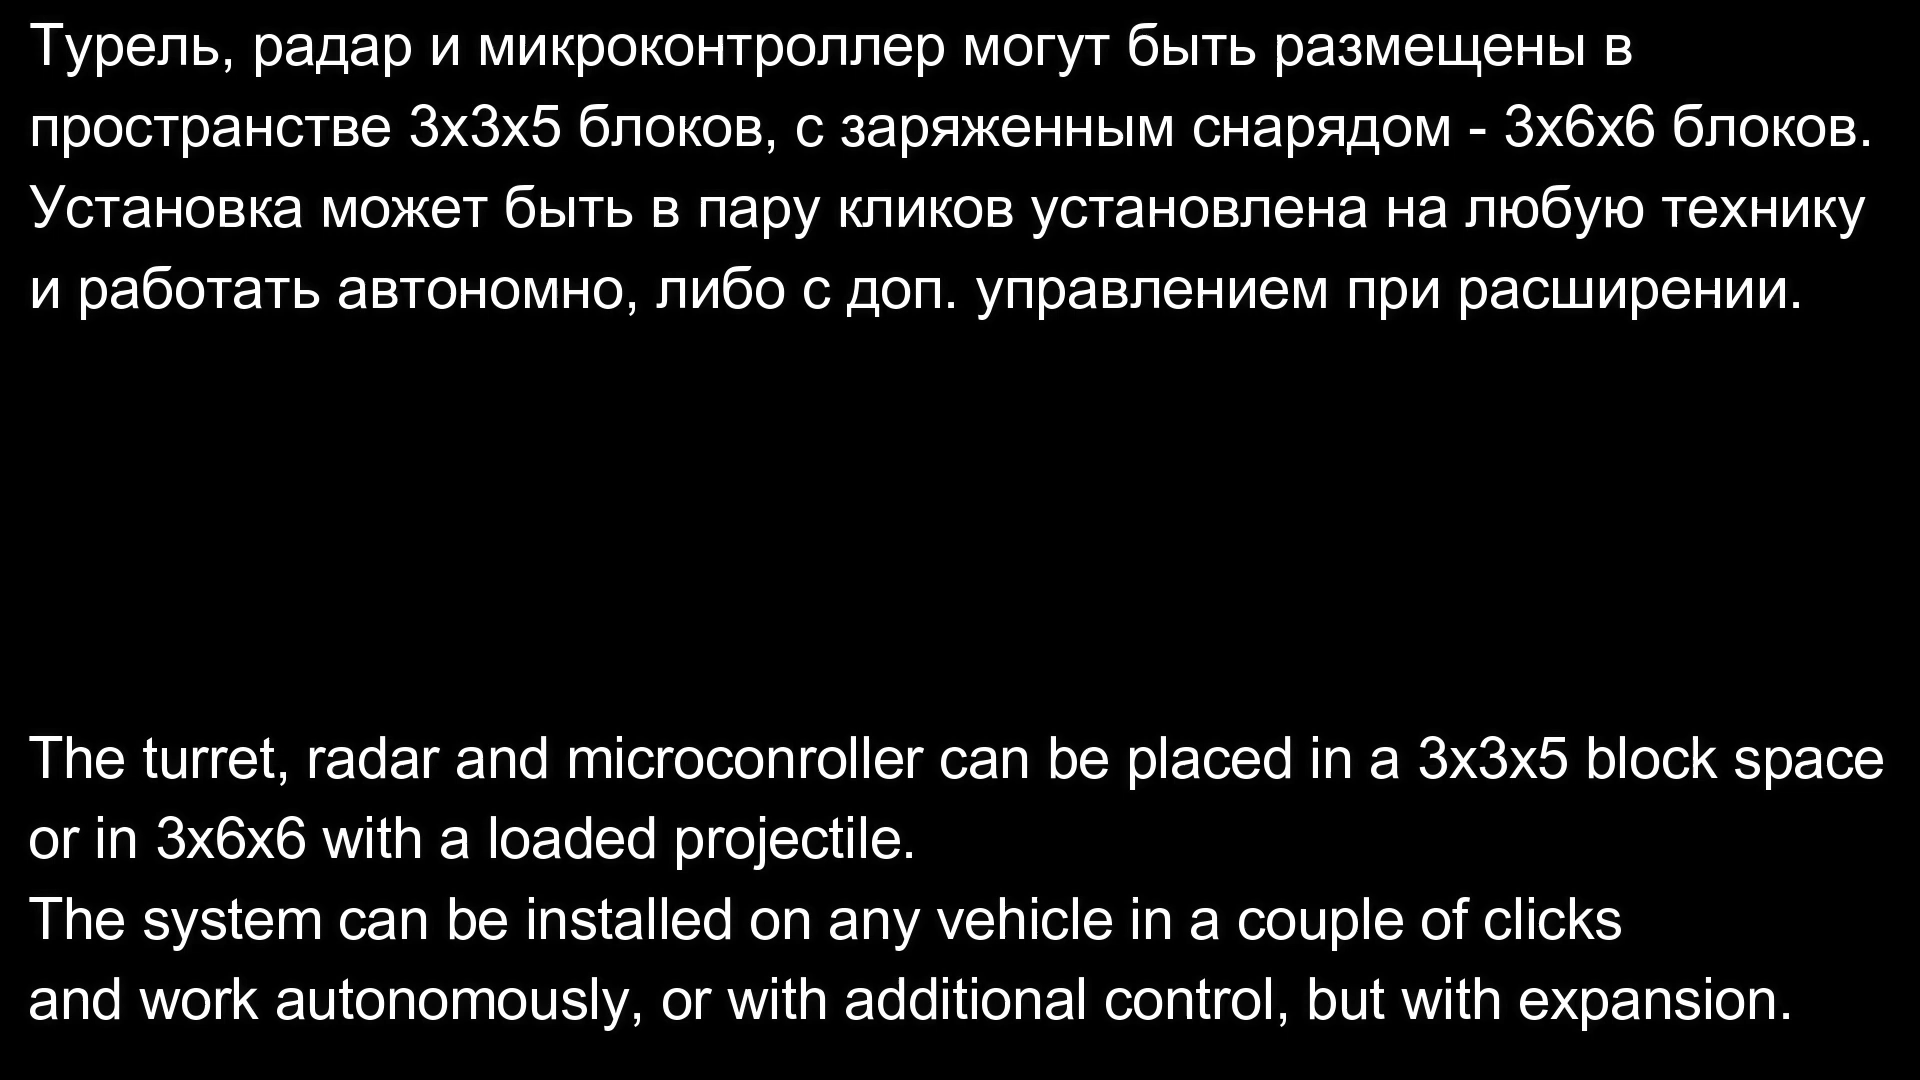 Турель, радар и микроконтроллер могут быть размещены в
пространстве 3х3х5 блоков, с заряженным снарядом - 3х6х6 блоков.
Установка может быть в пару кликов установлена на любую технику
и работать автономно, либо с доп. управлением при расширении.
The turret, radar and microconroller can be placed in a 3x3x5 block space
or in 3x6x6 with a loaded projectile.
The system can be installed on any vehicle in a couple of clicks
and work autonomously, or with additional control, but with expansion.